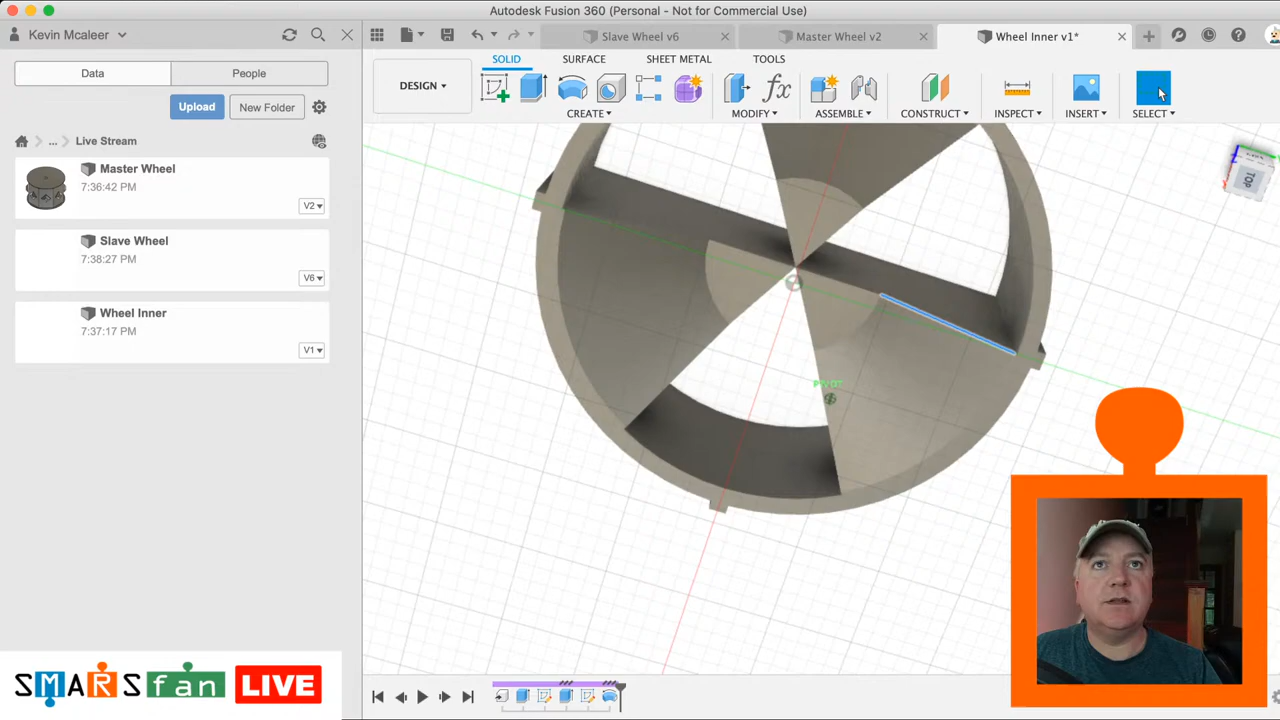 Autodesk Fusion 360 (Personal - Not for Commercial Use)
Kevin Mcaleer
Slave Wheel v6
Master Wheel v2
Wheel Inner v1*
Data
People
SOLID
SURFACE
SHEET METAL
TOOLS
DESIGN
Upload
New Folder
CREATE
MODIFY
ASSEMBLE
CONSTRUCT
INSPECT
INSERT
SELECT
... Live Stream
Master Wheel
7:36:42 PM
V2
Slave Wheel
7:38:27 PM
V6
Wheel Inner
7:37:17 PM
V1
TOP
PIVOT
SMARSfan LIVE